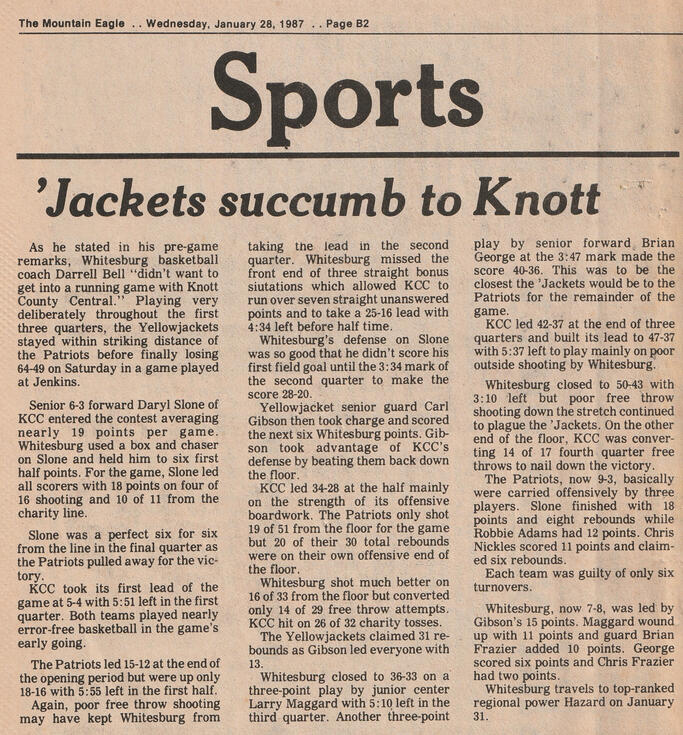 The Mountain Eagle . . Wednesday, January 28, 1987 . . Page B2
Sports
'Jackets succumb to Knott
As he stated in his pre-game
remarks, Whitesburg basketball
coach Darrell Bell "didn't want to
get into a running game with Knott
County Central." Playing very
deliberately throughout the first
three quarters, the Yellowjackets
stayed within striking distance of
the Patriots before finally losing
64-49 on Saturday in a game played
at Jenkins.
Senior 6-3 forward Daryl Slone of
KCC entered the contest averaging
nearly 19 points per game.
Whitesburg used a box and chaser
on Slone and held him to six first
half points. For the game, Slone led
all scorers with 18 points on four of
16 shooting and 10 of 11 from the
charity line.
Slone was a perfect six for six
from the line in the final quarter as
the Patriots pulled away for the vic-
tory.
KCC took its first lead of the
game at 5-4 with 5:51 left in the first
quarter. Both teams played nearly
error-free basketball in the game's
early going.
The Patriots led 15-12 at the end of
the opening period but were up only
18-16 with 5:55 left in the first half.
Again, poor free throw shooting
may have kept Whitesburg from
taking the lead in the second
quarter. Whitesburg missed the
front end of three straight bonus
siutations which allowed KCC to
run over seven straight unanswered
points and to take a 25-16 lead with
4:34 left before half time.
Whitesburg's defense on Slone
was so good that he didn't score his
first field goal until the 3:34 mark of
the second quarter to make the
score 28-20.
Yellowjacket senior guard Carl
Gibson then took charge and scored
the next six Whitesburg points. Gib-
son took advantage of KCC's
defense by beating them back down
the floor.
KCC led 34-28 at the half mainly
on the strength of its offensive
boardwork. The Patriots only shot
19 of 51 from the floor for the game
but 20 of their 30 total rebounds
were on their own offensive end of
the floor.
Whitesburg shot much better on
16 of 33 from the floor but converted
only 14 of 29 free throw attempts.
KCC hit on 26 of 32 charity tosses.
The Yellowjackets claimed 31 re-
bounds as Gibson led everyone with
13.
Whitesburg closed to 36-33 on a
three-point play by junior center
Larry Maggard with 5:10 left in the
third quarter. Another three-point
play by senior forward Brian
George at the 3:47 mark made the
score 40-36. This was to be the
closest the 'Jackets would be to the
Patriots for the remainder of the
game.
KCC led 42-37 at the end of three
quarters and built its lead to 47-37
with 5:37 left to play mainly on poor
outside shooting by Whitesburg.
Whitesburg closed to 50-43 with
3:10 left but poor free throw
shooting down the stretch continued
to plague the 'Jackets. On the other
end of the floor, KCC was conver-
ting 14 of 17 fourth quarter free
throws to nail down the victory.
The Patriots, now 9-3, basically
were carried offensively by three
players. Slone finished with 18
points and eight rebounds while
Robbie Adams had 12 points. Chris
Nickles scored 11 points and claim-
ed six rebounds.
Each team was guilty of only six
turnovers.
Whitesburg, now 7-8, was led by
Gibson's 15 points. Maggard wound
up with 11 points and guard Brian
Frazier added 10 points. George
scored six points and Chris Frazier
had two points.
Whitesburg travels to top-ranked
regional power Hazard on January
31.